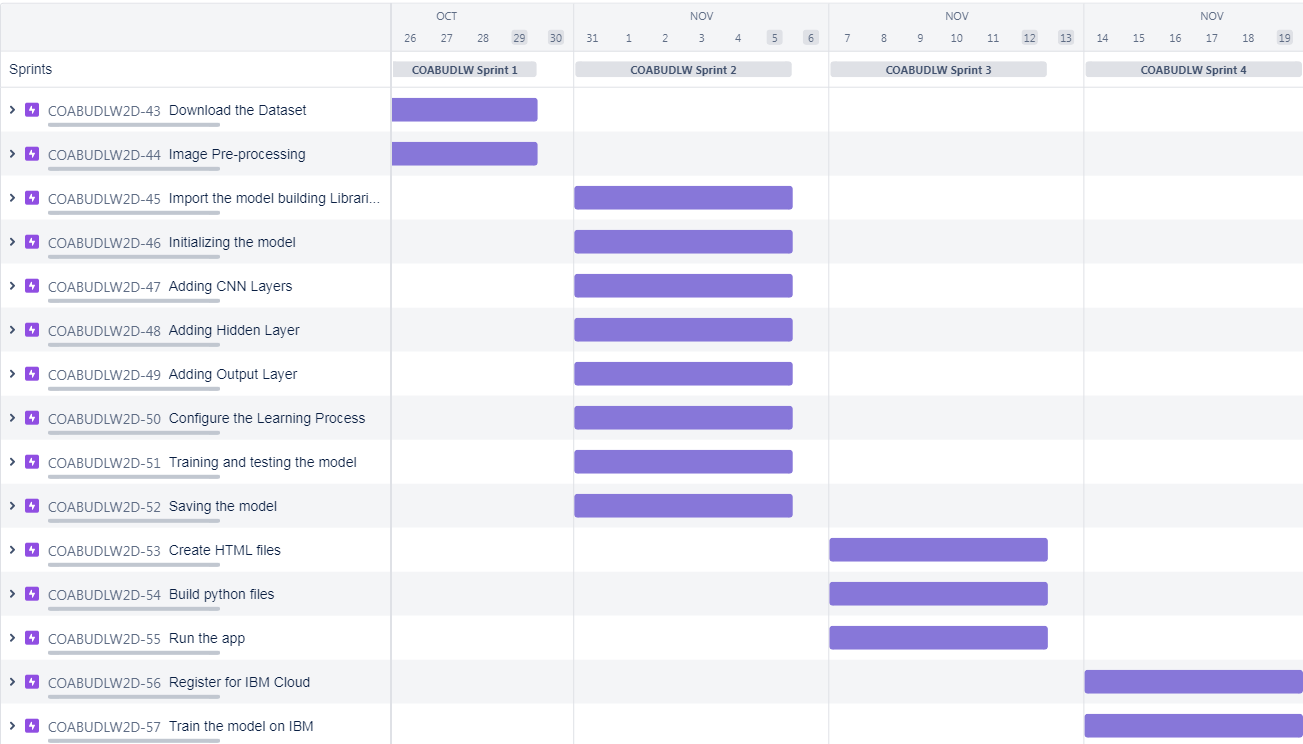 OCT NOV NOV NOV
26 27 28 29 30 31 1 2 3 4 5 6 7 8 9 10 11 12 13 14 15 16 17 18 19
Sprints COABUDLW Sprint 1 COABUDLW Sprint 2 COABUDLW Sprint 3 COABUDLW Sprint 4
COABUDLW2D-43 Download the Dataset
COABUDLW2D-44 Image Pre-processing
COABUDLW2D-45 Import the model building Librari...
COABUDLW2D-46 Initializing the model
COABUDLW2D-47 Adding CNN Layers
COABUDLW2D-48 Adding Hidden Layer
COABUDLW2D-49 Adding Output Layer
COABUDLW2D-50 Configure the Learning Process
COABUDLW2D-51 Training and testing the model
COABUDLW2D-52 Saving the model
COABUDLW2D-53 Create HTML files
COABUDLW2D-54 Build python files
COABUDLW2D-55 Run the app
COABUDLW2D-56 Register for IBM Cloud
COABUDLW2D-57 Train the model on IBM